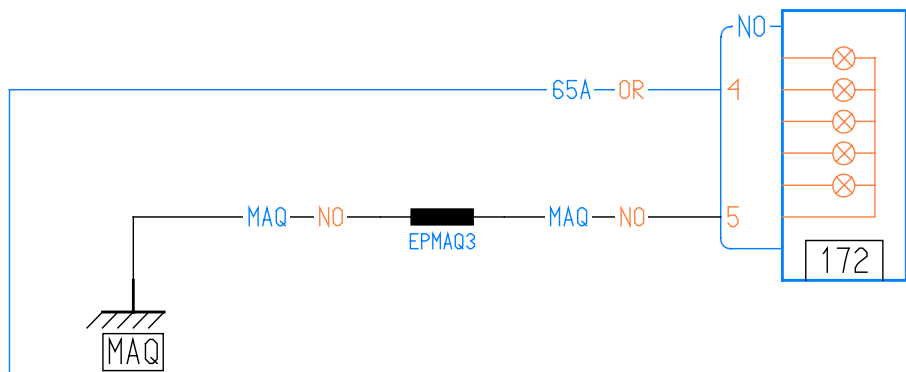 NO
65A OR 4
MAQ NO MAQ NO 5
EPMAQ3
172
MAQ